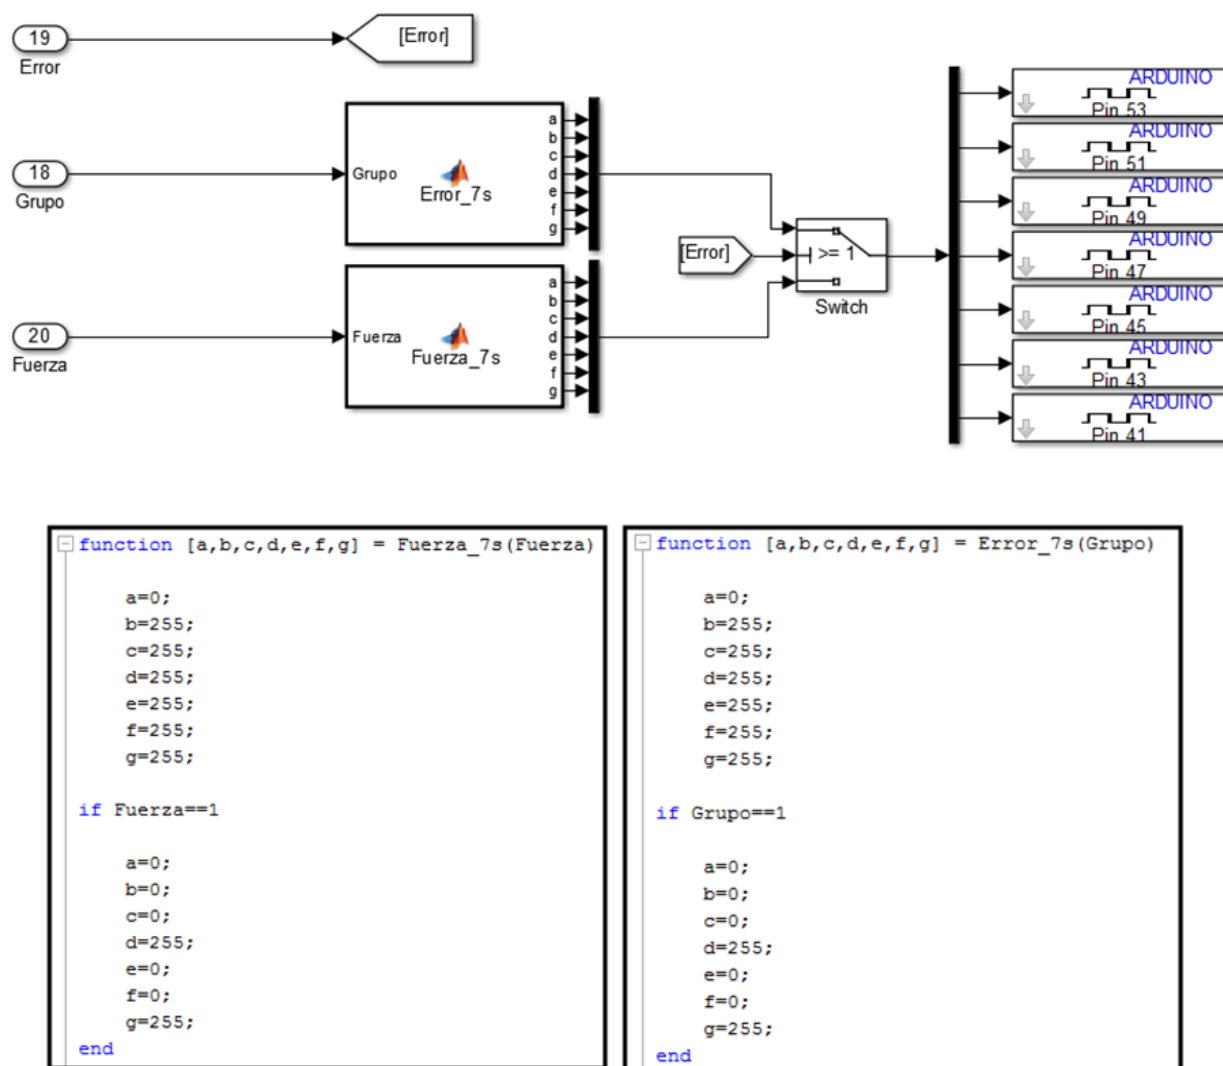 19
Error
[Error]
18
Grupo
Grupo
Error_7s
a
b
c
d
e
f
g
20
Fuerza
Fuerza
Fuerza_7s
a
b
c
d
e
f
g
[Error]
>= 1
Switch
ARDUINO
Pin 53
ARDUINO
Pin 51
ARDUINO
Pin 49
ARDUINO
Pin 47
ARDUINO
Pin 45
ARDUINO
Pin 43
ARDUINO
Pin 41
function [a,b,c,d,e,f,g] = Fuerza_7s(Fuerza)
a=0;
b=255;
c=255;
d=255;
e=255;
f=255;
g=255;
if Fuerza==1
a=0;
b=0;
c=0;
d=255;
e=0;
f=0;
g=255;
end
function [a,b,c,d,e,f,g] = Error_7s(Grupo)
a=0;
b=255;
c=255;
d=255;
e=255;
f=255;
g=255;
if Grupo==1
a=0;
b=0;
c=0;
d=255;
e=0;
f=0;
g=255;
end